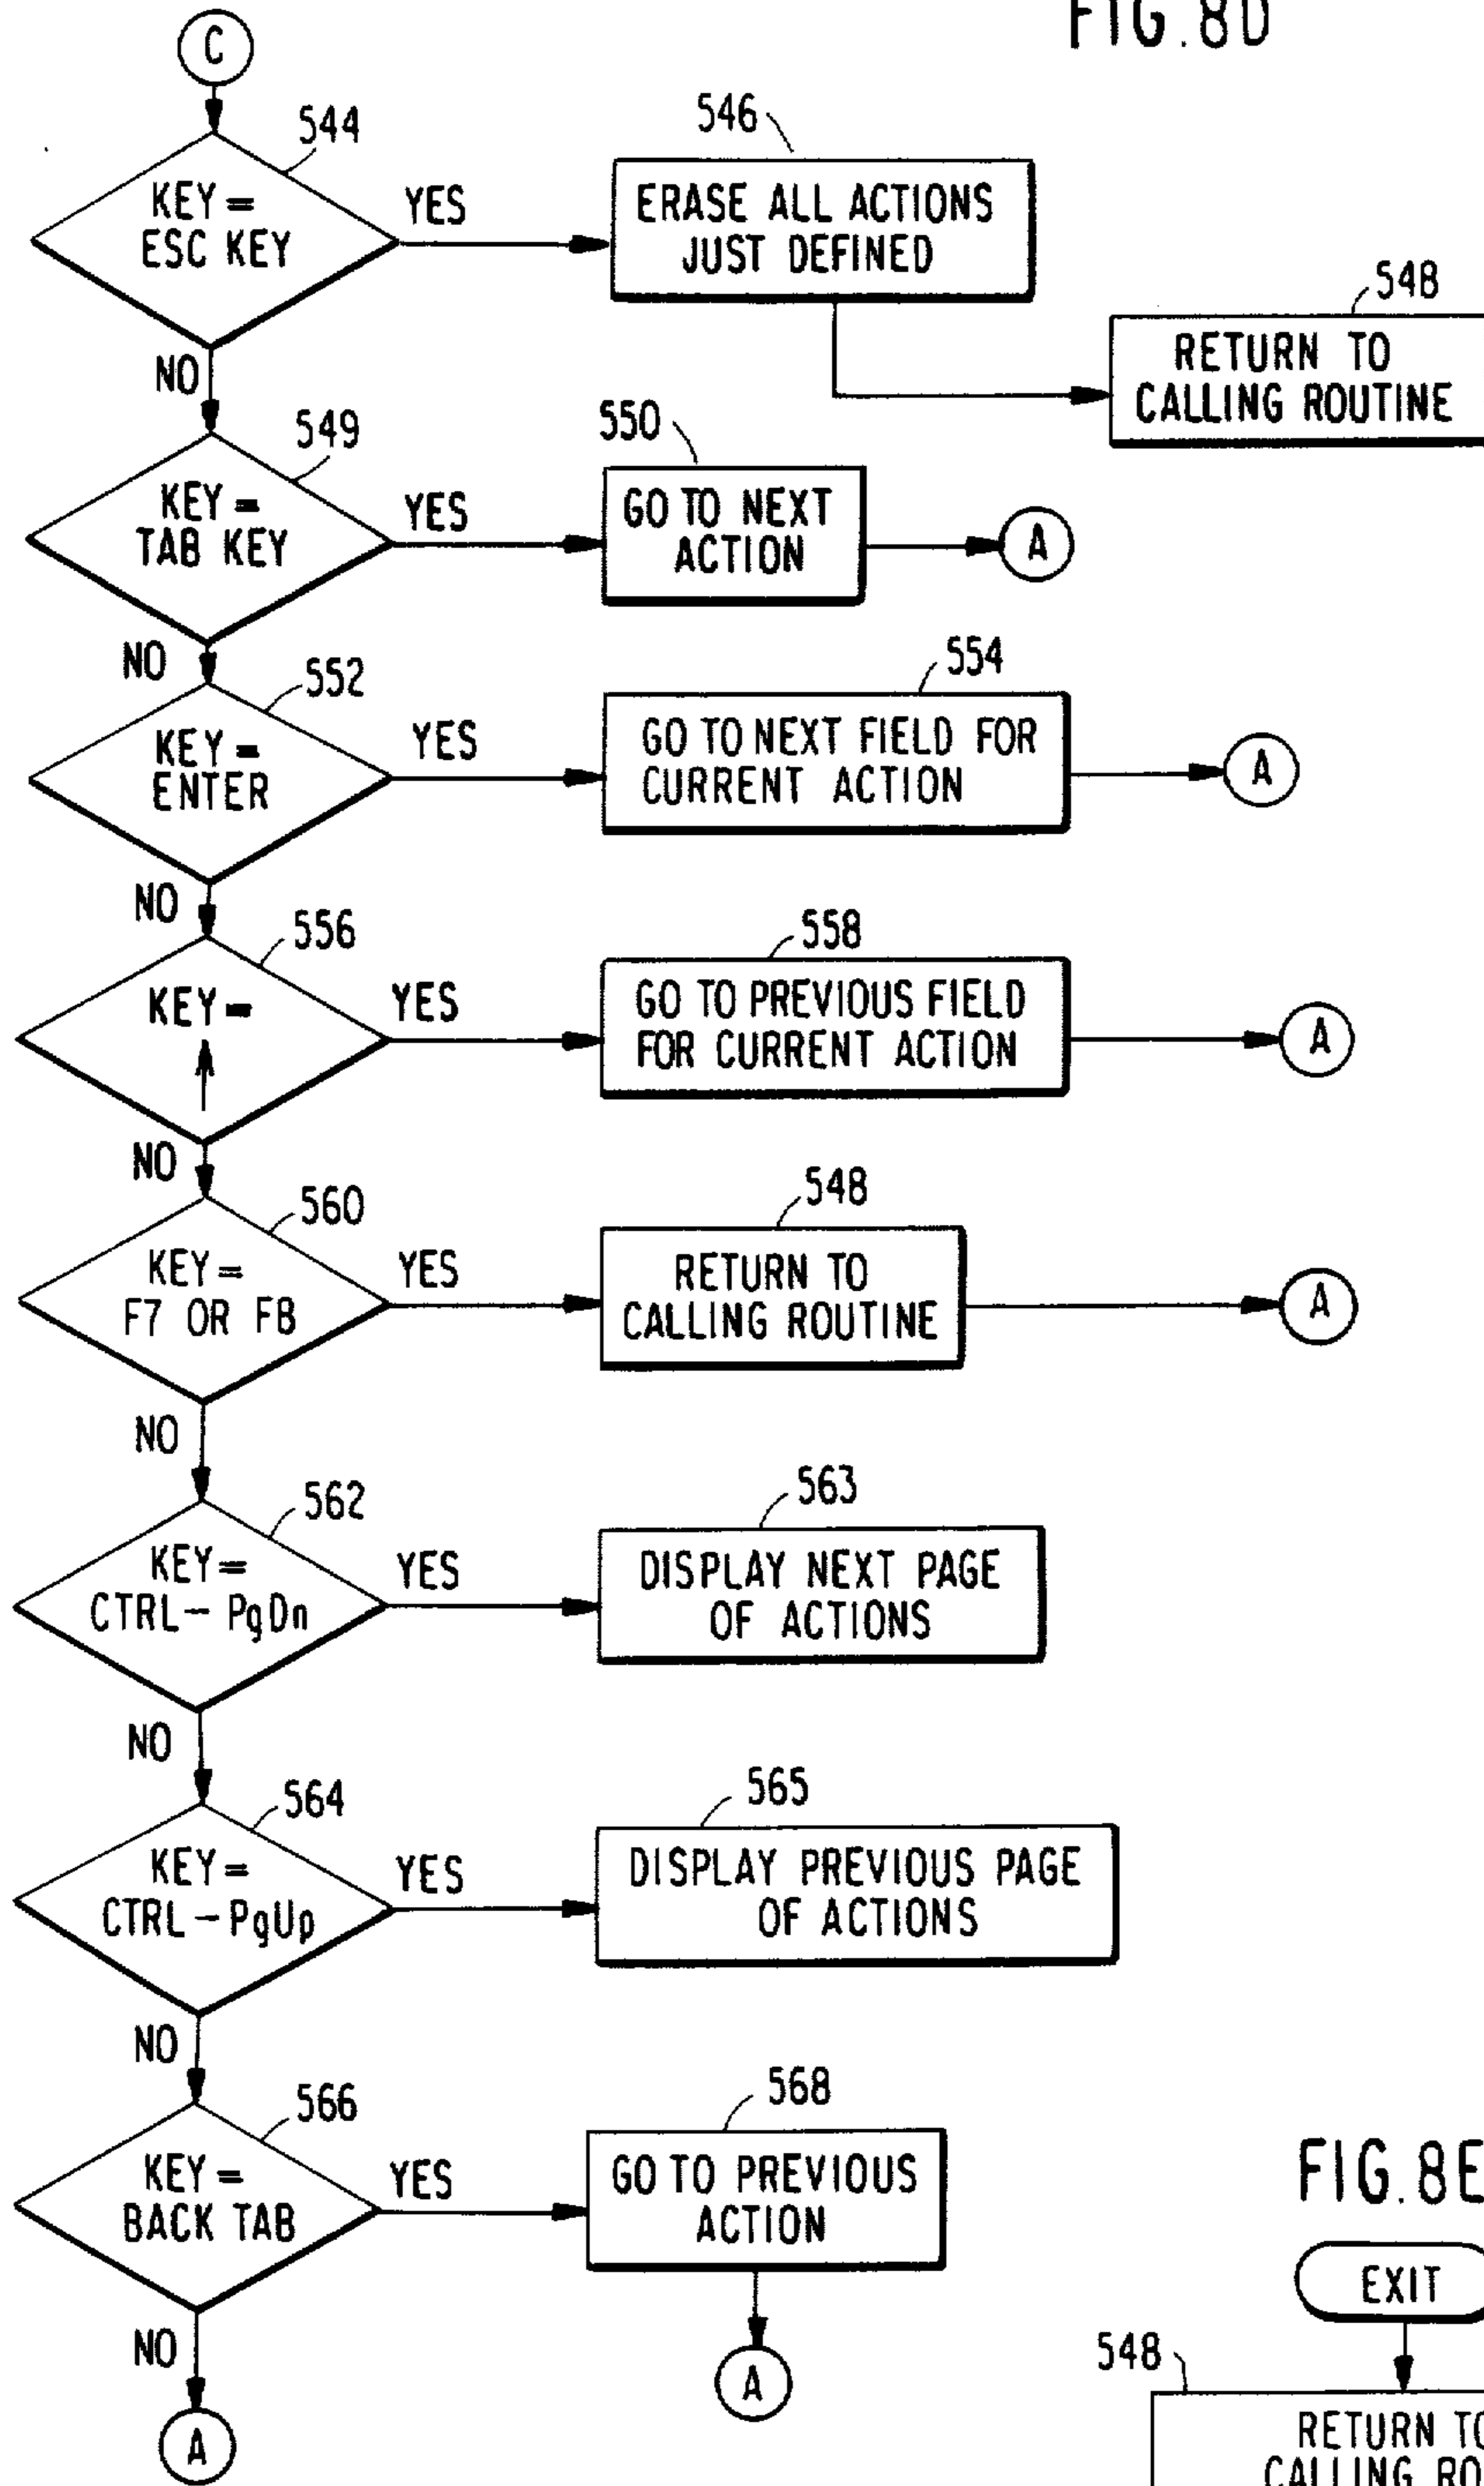 FIG. 8D
C
544
KEY =
ESC KEY
YES
546
ERASE ALL ACTIONS
JUST DEFINED
548
RETURN TO
CALLING ROUTINE
NO
549
KEY =
TAB KEY
YES
550
GO TO NEXT
ACTION
A
NO
552
KEY =
ENTER
YES
554
GO TO NEXT FIELD FOR
CURRENT ACTION
A
NO
556
KEY =
↑
YES
558
GO TO PREVIOUS FIELD
FOR CURRENT ACTION
A
NO
560
KEY =
F7 OR F8
YES
548
RETURN TO
CALLING ROUTINE
A
NO
562
KEY =
CTRL - PgDn
YES
563
DISPLAY NEXT PAGE
OF ACTIONS
NO
564
KEY =
CTRL - PgUp
YES
565
DISPLAY PREVIOUS PAGE
OF ACTIONS
NO
566
KEY =
BACK TAB
YES
568
GO TO PREVIOUS
ACTION
A
NO
A
FIG. 8E
EXIT
548
RETURN TO
CALLING RO